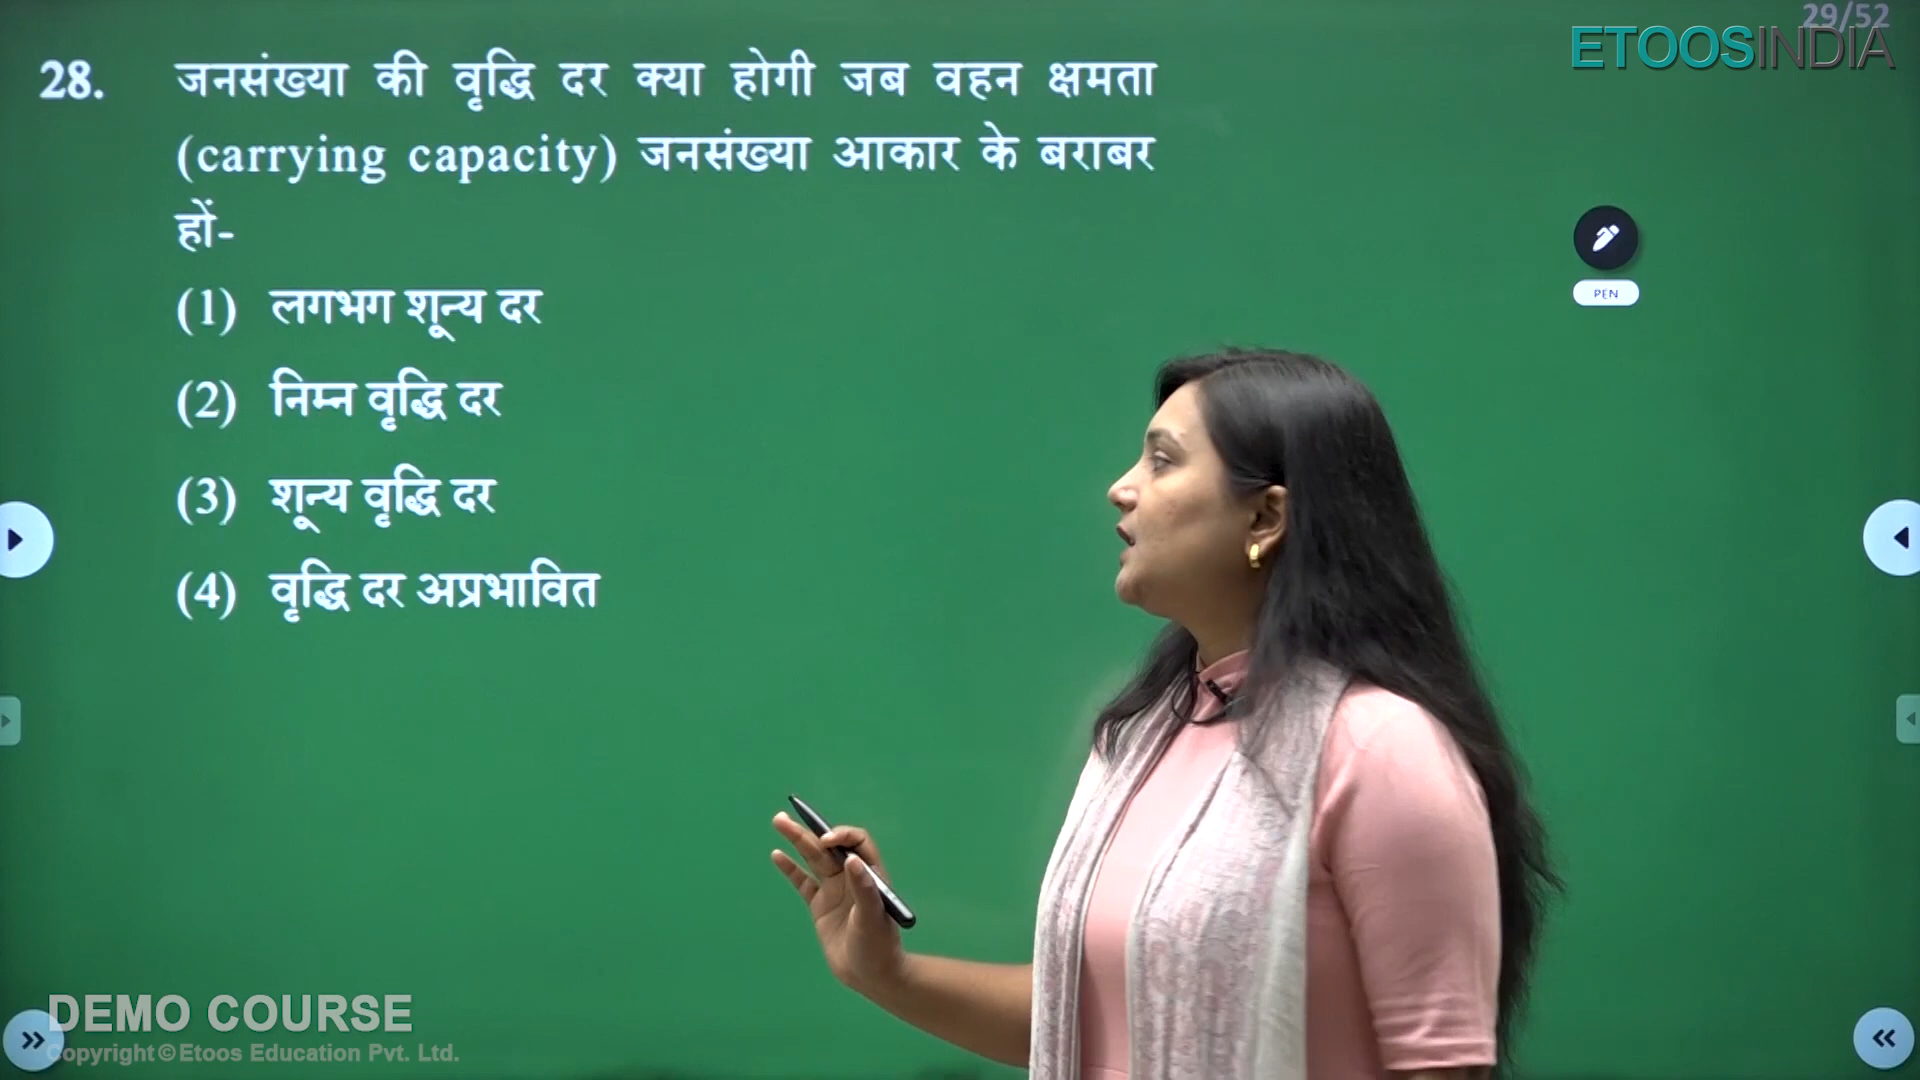 29/52
ETOOSINDIA
28. जनसंख्या की वृद्धि दर क्या होगी जब वहन क्षमता
(carrying capacity) जनसंख्या आकार के बराबर
हों-
(1) लगभग शून्य दर
(2) निम्न वृद्धि दर
(3) शून्य वृद्धि दर
(4) वृद्धि दर अप्रभावित
PEN
DEMO COURSE
Copyright © Etoos Education Pvt. Ltd.